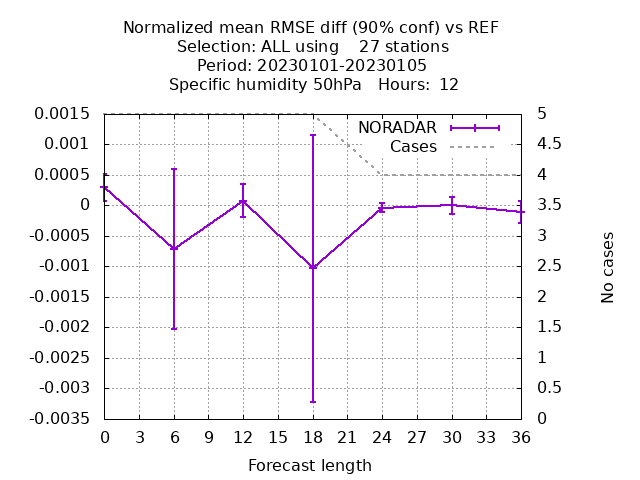 Normalized mean RMSE diff (90% conf) vs REF
Selection: ALL using    27 stations
Period: 20230101-20230105
Specific humidity 50hPa   Hours:  12
NORADAR
Cases
0.0015
0.001
0.0005
0
-0.0005
-0.001
-0.0015
-0.002
-0.0025
-0.003
-0.0035
5
4.5
4
3.5
3
2.5
2
1.5
1
0.5
0
No cases
0 3 6 9 12 15 18 21 24 27 30 33 36
Forecast length